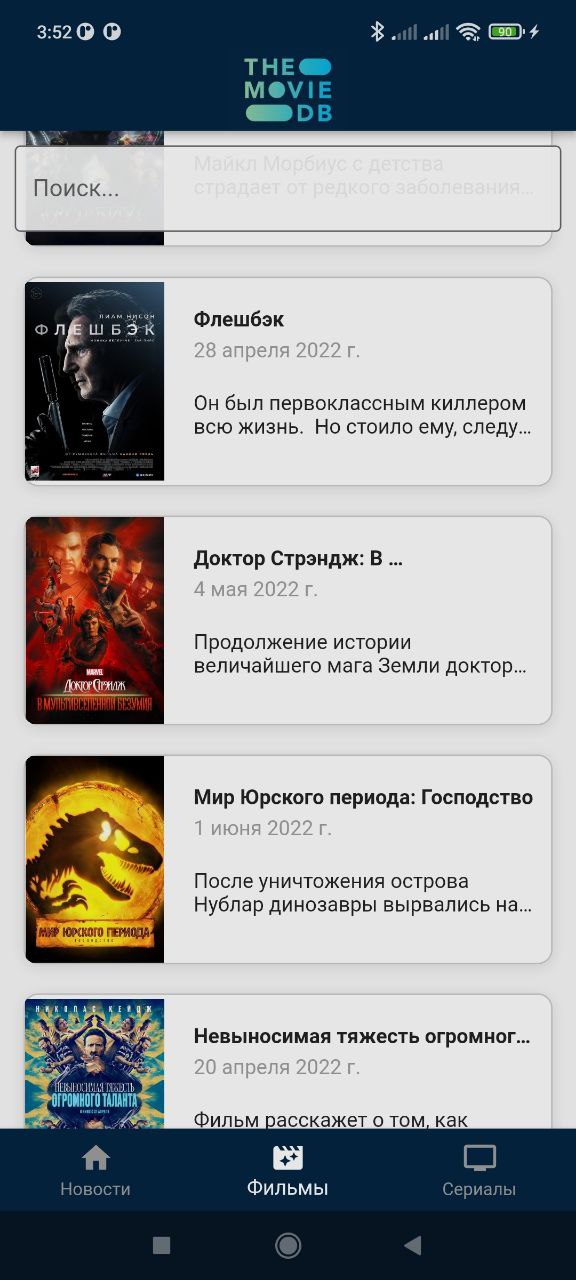 3:52
90
THE
MOVIE
DB
Майкл Морбиус с детства
страдает от редкого заболевания…
Поиск...
ЛИАМ НИСОН
ФЛЕШБЭК
Флешбэк
28 апреля 2022 г.
Он был первоклассным киллером
всю жизнь. Но стоило ему, следу…
MARVEL
ДОКТОР СТРЭНДЖ
В МУЛЬТИВСЕЛЕННОЙ БЕЗУМИЯ
Доктор Стрэндж: В …
4 мая 2022 г.
Продолжение истории
величайшего мага Земли доктор…
МИР ЮРСКОГО ПЕРИОДА
Мир Юрского периода: Господство
1 июня 2022 г.
После уничтожения острова
Нублар динозавры вырвались на…
НИКОЛАС КЕЙДЖ
НЕВЫНОСИМАЯ ТЯЖЕСТЬ
ОГРОМНОГО ТАЛАНТА
Невыносимая тяжесть огромног…
20 апреля 2022 г.
Фильм расскажет о том, как
Новости
Фильмы
Сериалы